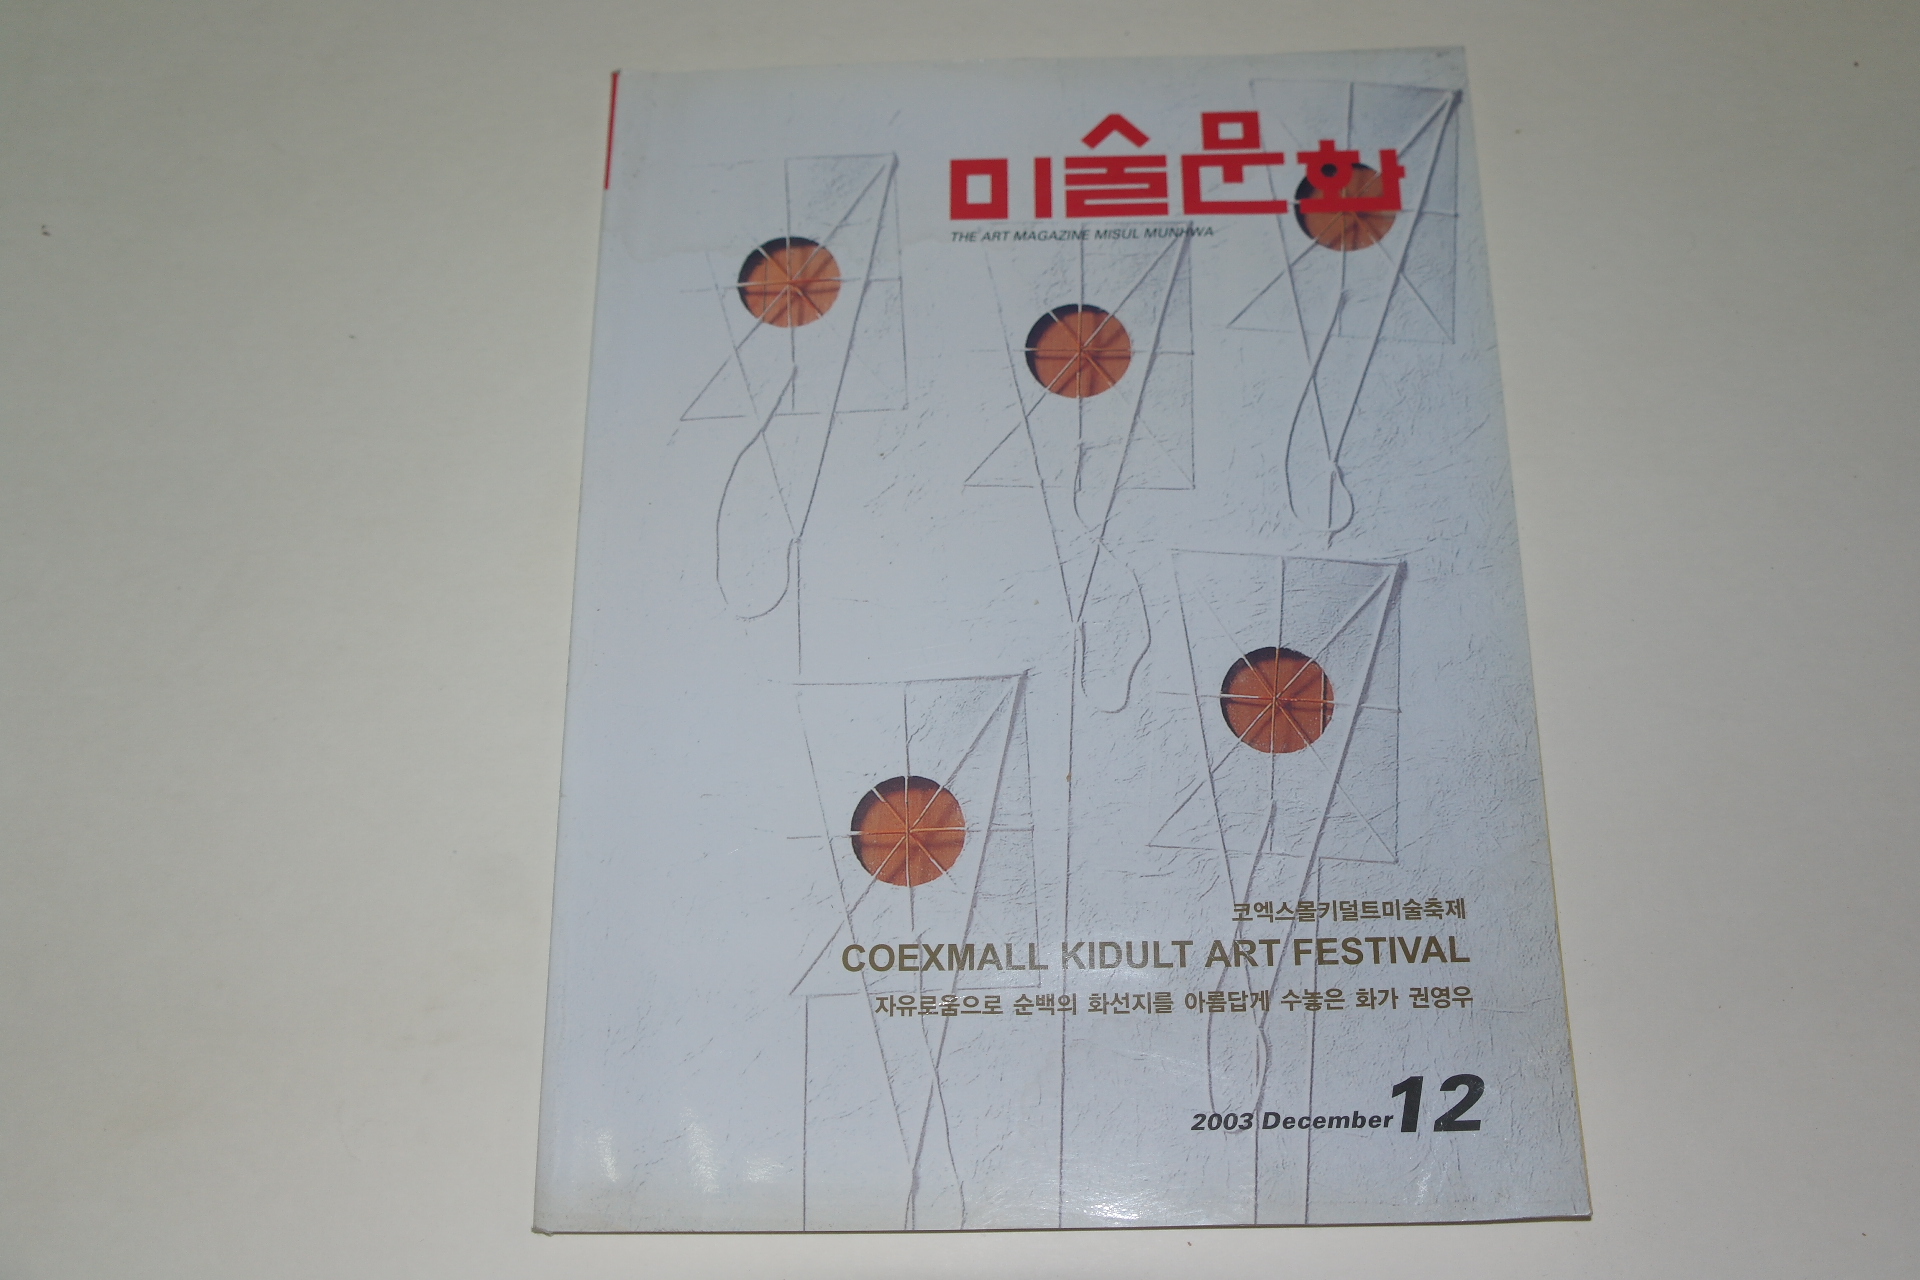 미술문화
THE ART MAGAZINE MISUL MUNHWA
코엑스몰키덜트미술축제
COEXMALL KIDULT ART FESTIVAL
자유로움으로 순백의 화선지를 아름답게 수놓은 화가 권영우
2003 December 12